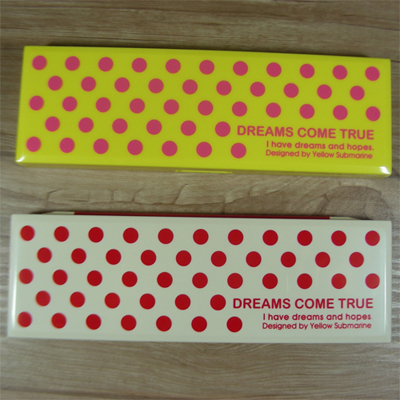 DREAMS COME TRUE
I have dreams and hopes.
Designed by Yellow Submarine
DREAMS COME TRUE
I have dreams and hopes.
Designed by Yellow Submarine